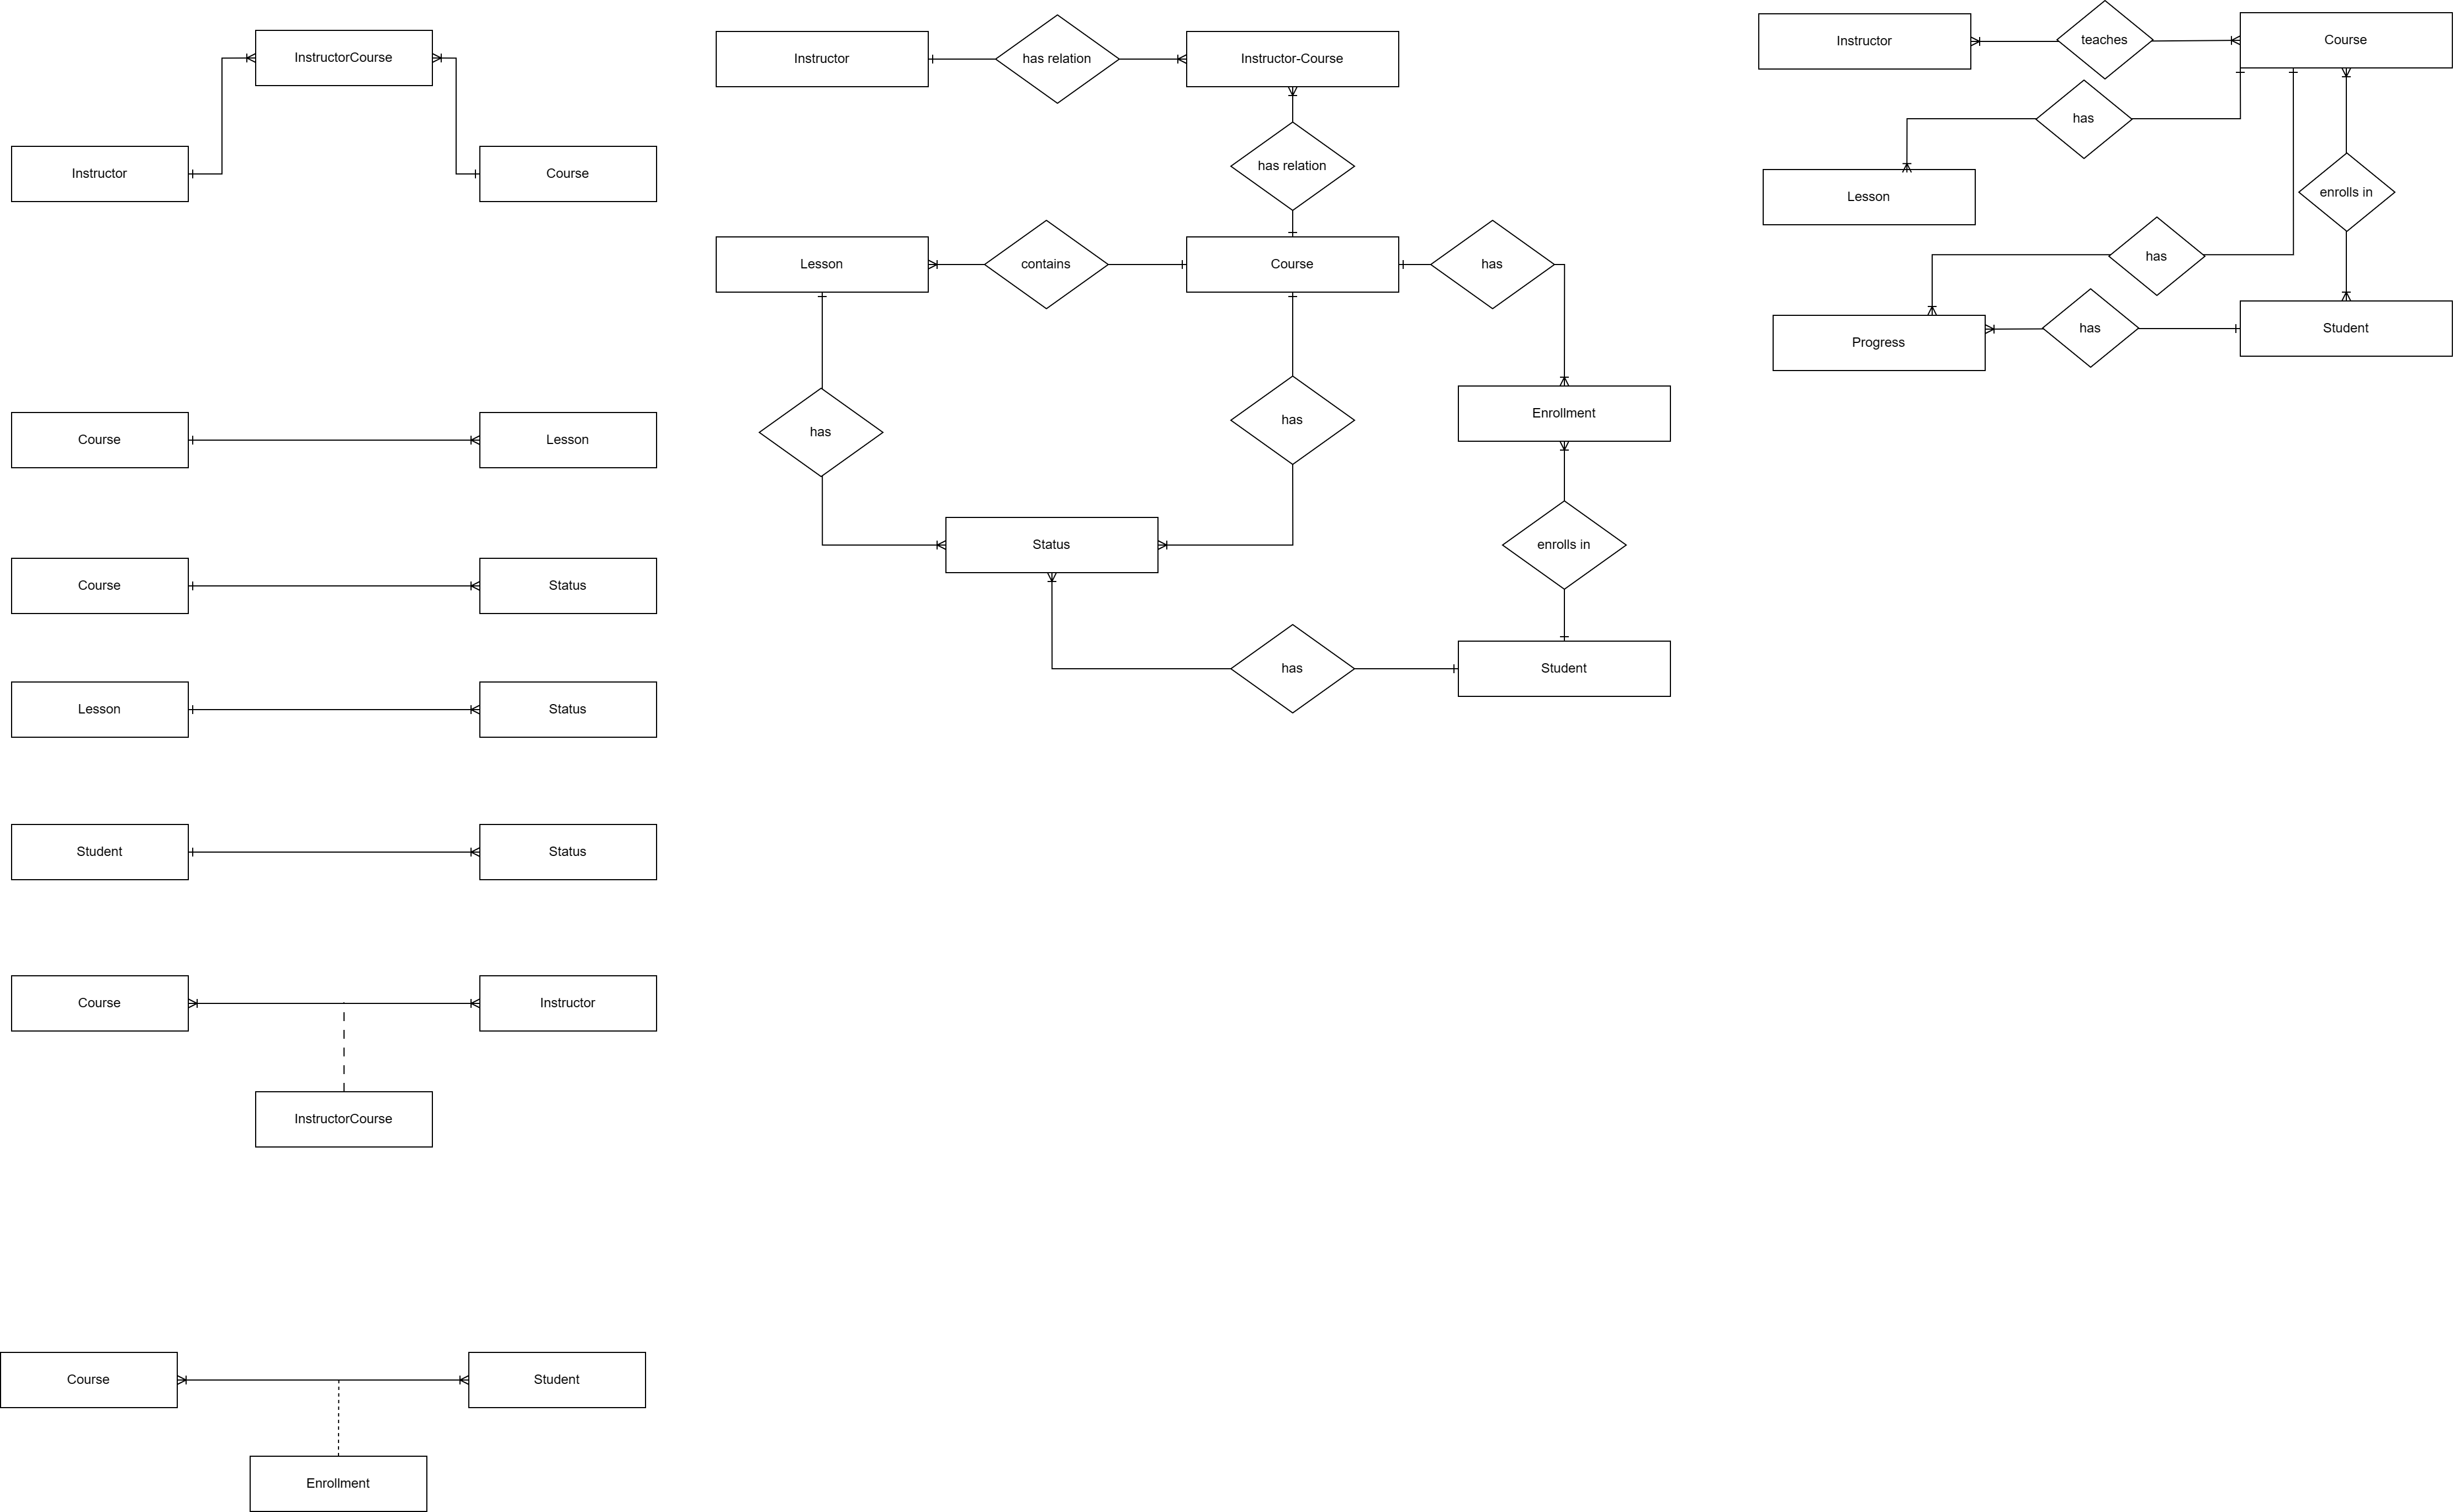 InstructorCourse
Instructor
Course
Course
Lesson
Course
Status
Lesson
Status
Student
Status
Course
Instructor
InstructorCourse
Course
Student
Enrollment
Instructor
has relation
Instructor-Course
has relation
Lesson
contains
Course
has
has
has
Enrollment
Status
enrolls in
has
Student
Instructor
teaches
Course
has
Lesson
enrolls in
has
Progress
has
Student